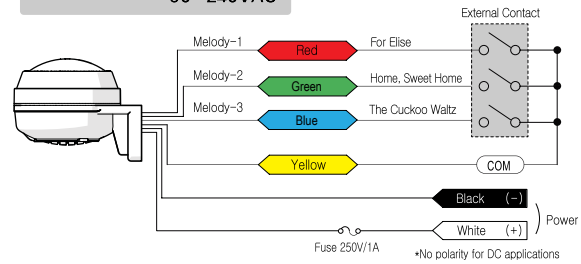 External Contact
Melody-1 Red For Elise
Melody-2 Green Home, Sweet Home
Melody-3 Blue The Cuckoo Waltz
Yellow COM
Black (-)
Power
White (+)
Fuse 250V/1A
*No polarity for DC applications